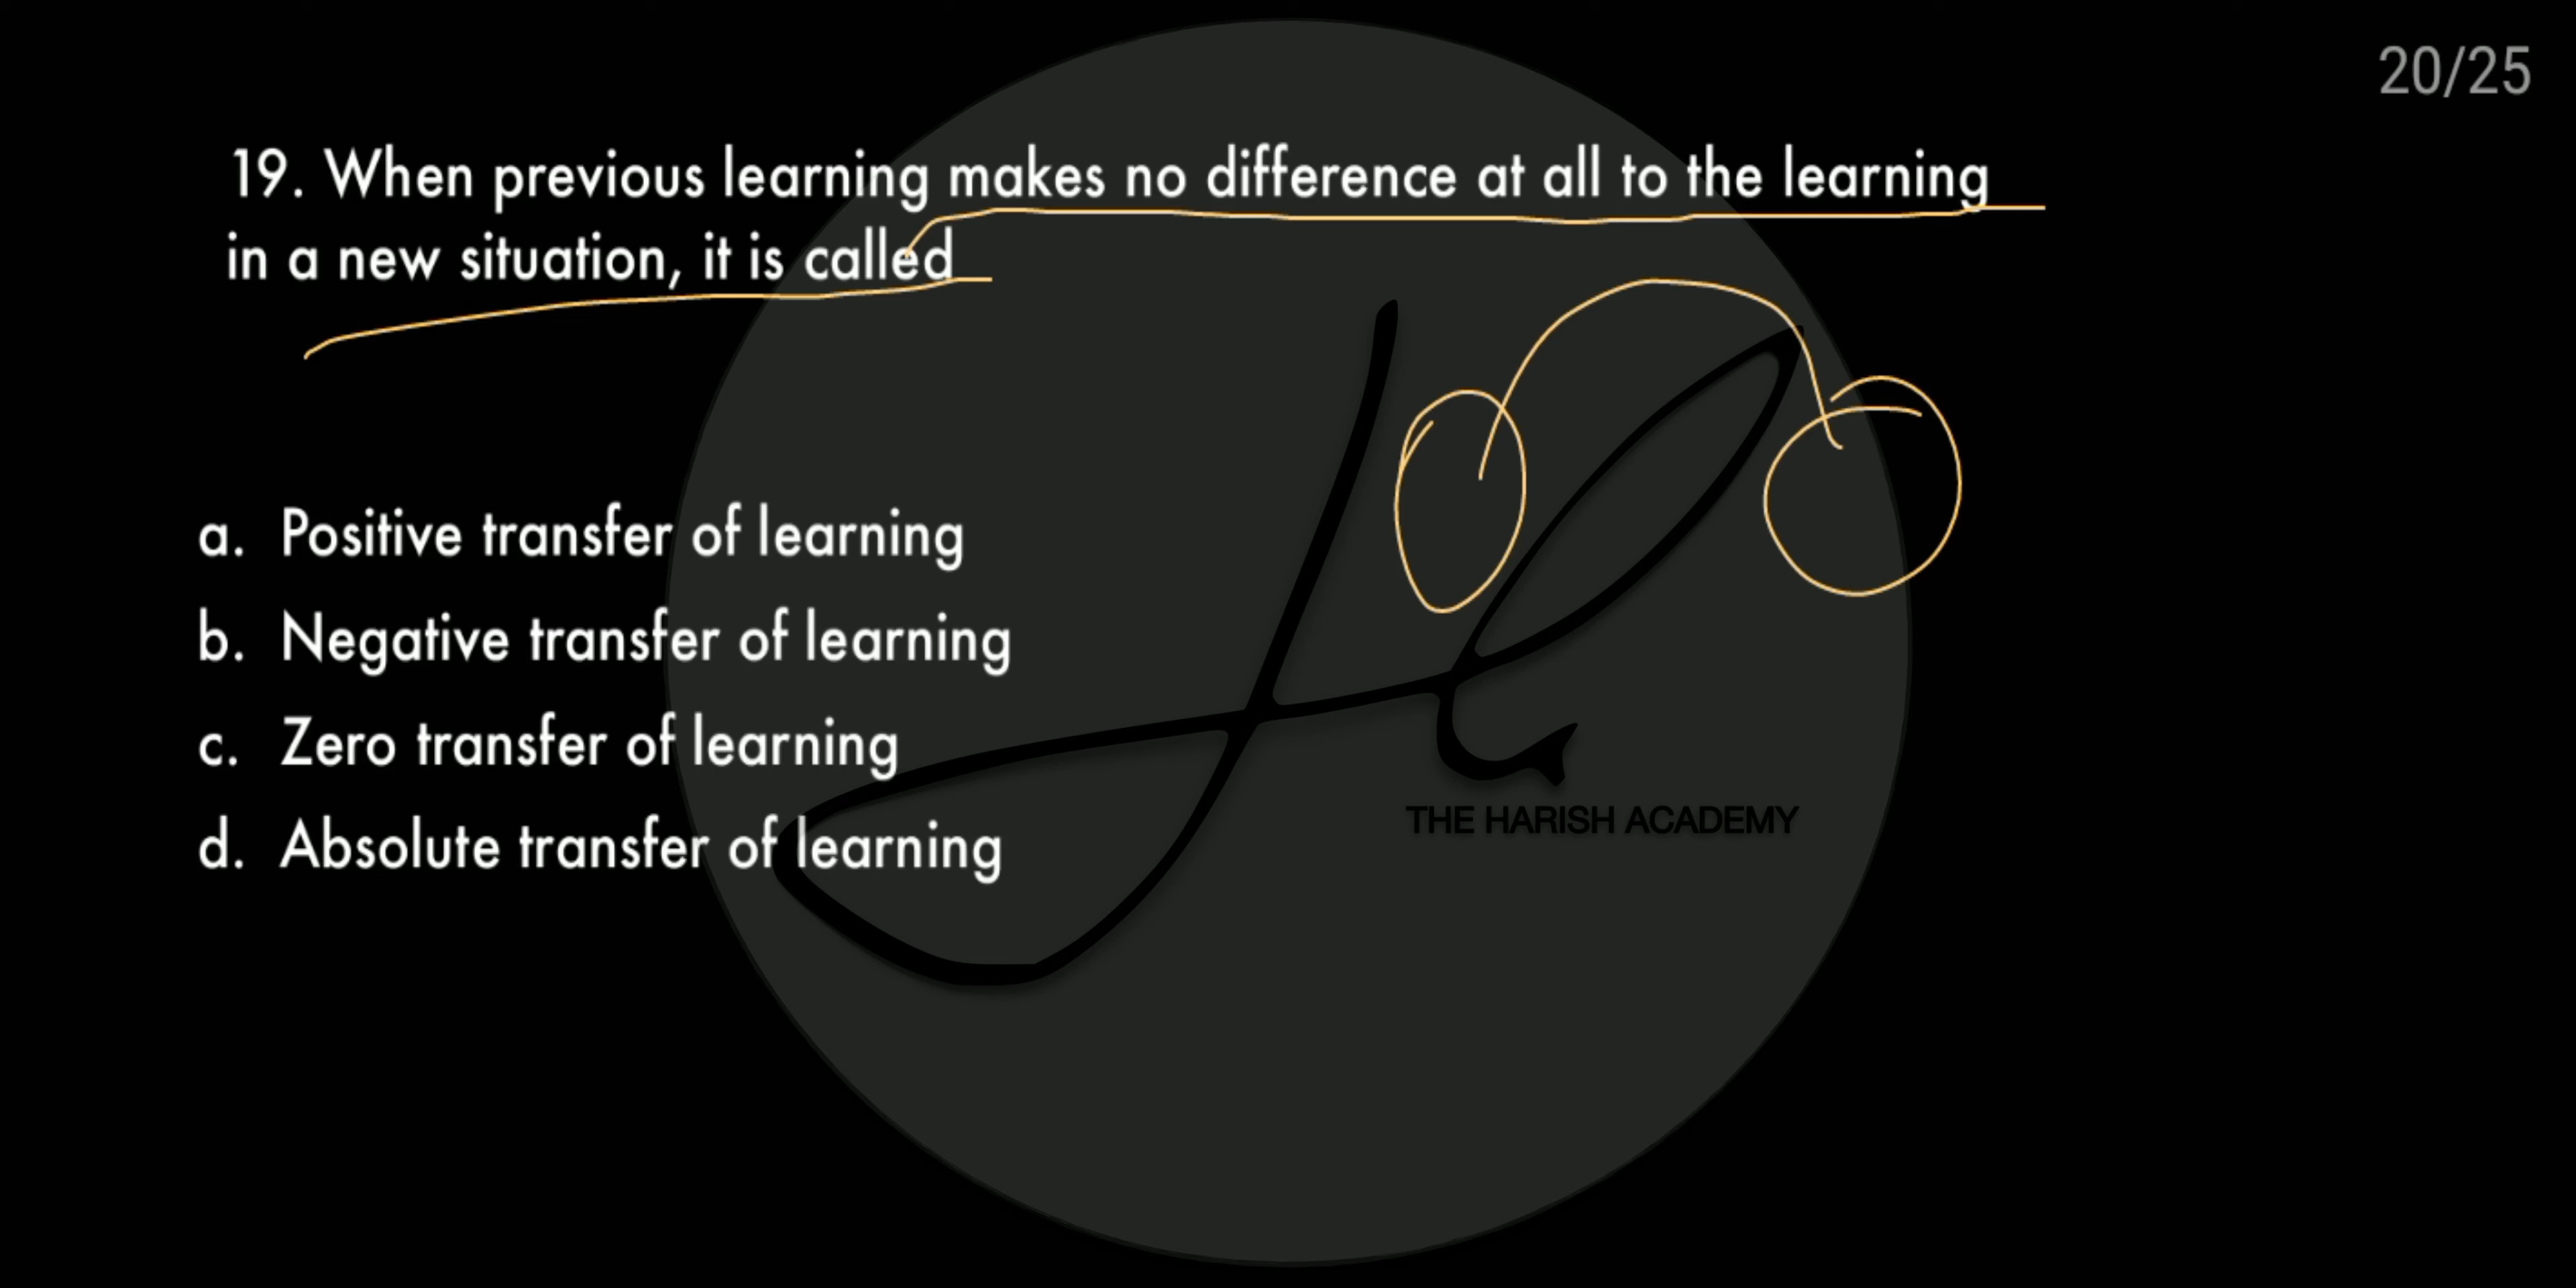 20/25
19. When previous learning makes no difference at all to the learning
in a new situation, it is called
a. Positive transfer of learning
b. Negative transfer of learning
c. Zero transfer of learning
d. Absolute transfer of learning
THE HARISH ACADEMY